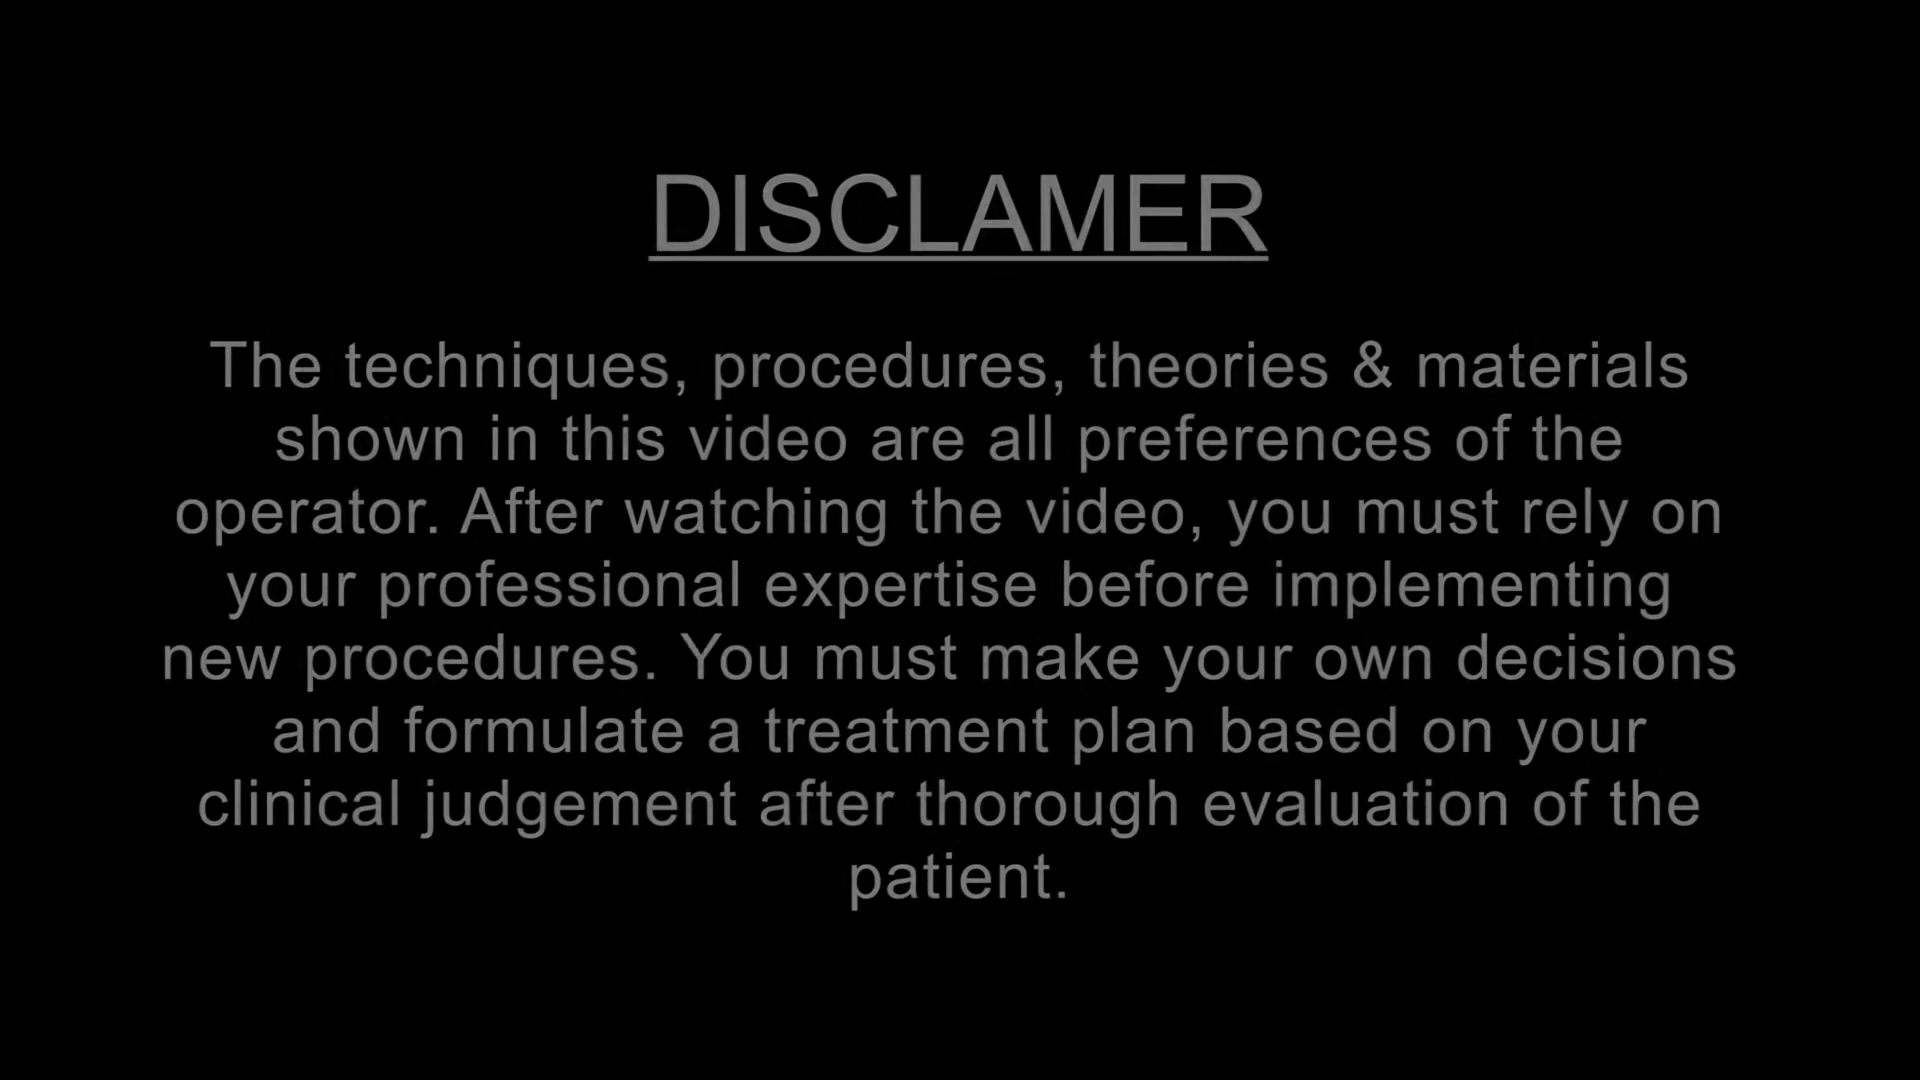 DISCLAMER
The techniques, procedures, theories & materials
shown in this video are all preferences of the
operator. After watching the video, you must rely on
your professional expertise before implementing
new procedures. You must make your own decisions
and formulate a treatment plan based on your
clinical judgement after thorough evaluation of the
patient.